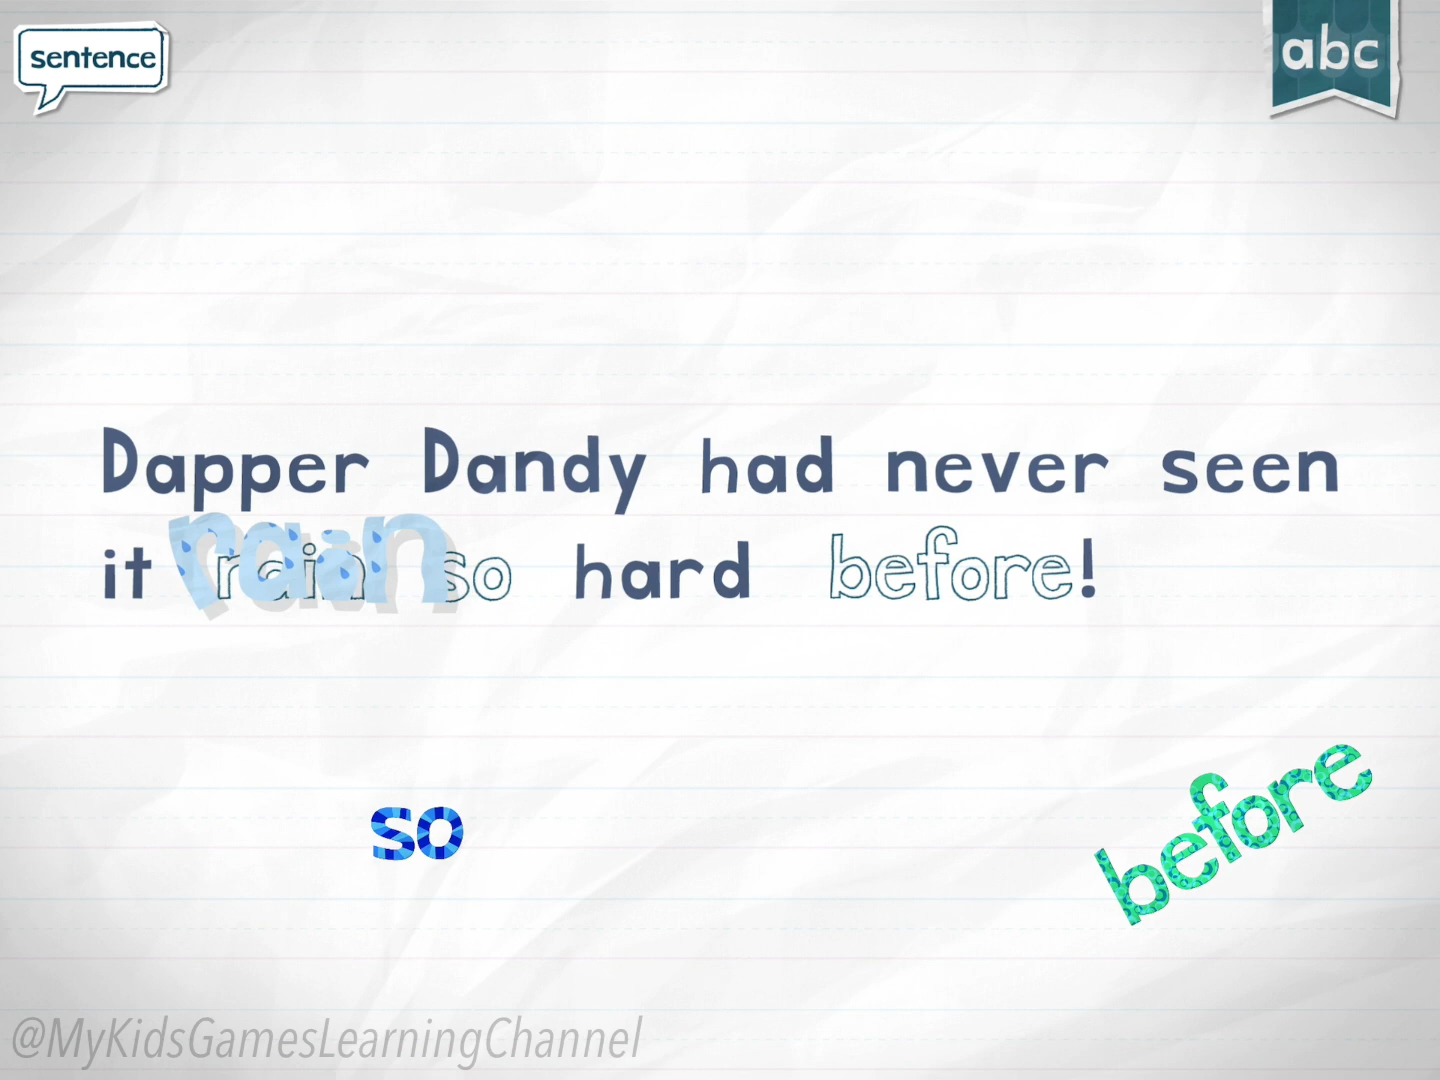 sentence
abc
Dapper Dandy had never seen
it rain so hard before!
so
before
@MyKidsGamesLearningChannel